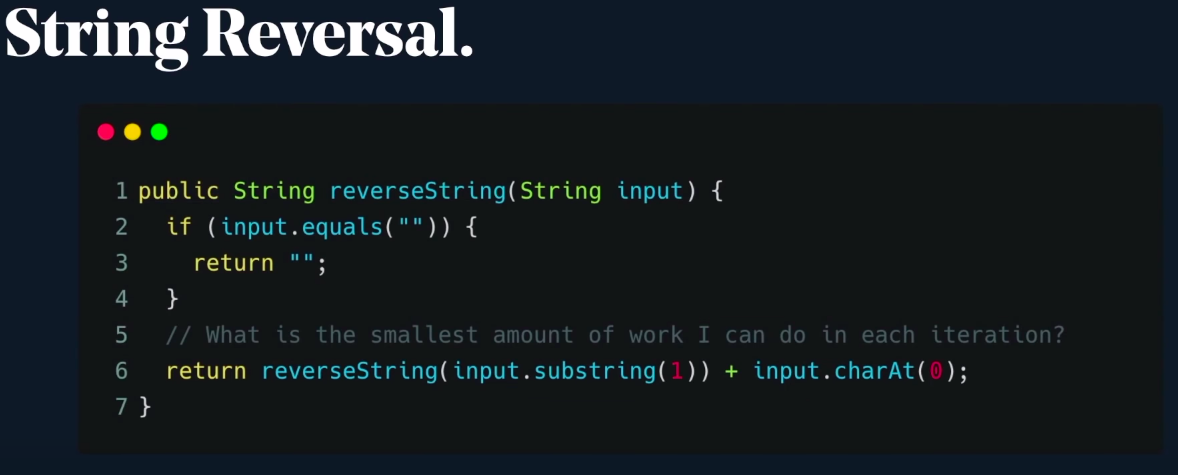 String Reversal.
1 public String reverseString(String input) {
2   if (input.equals("")) {
3     return "";
4   }
5   // What is the smallest amount of work I can do in each iteration?
6   return reverseString(input.substring(1)) + input.charAt(0);
7 }